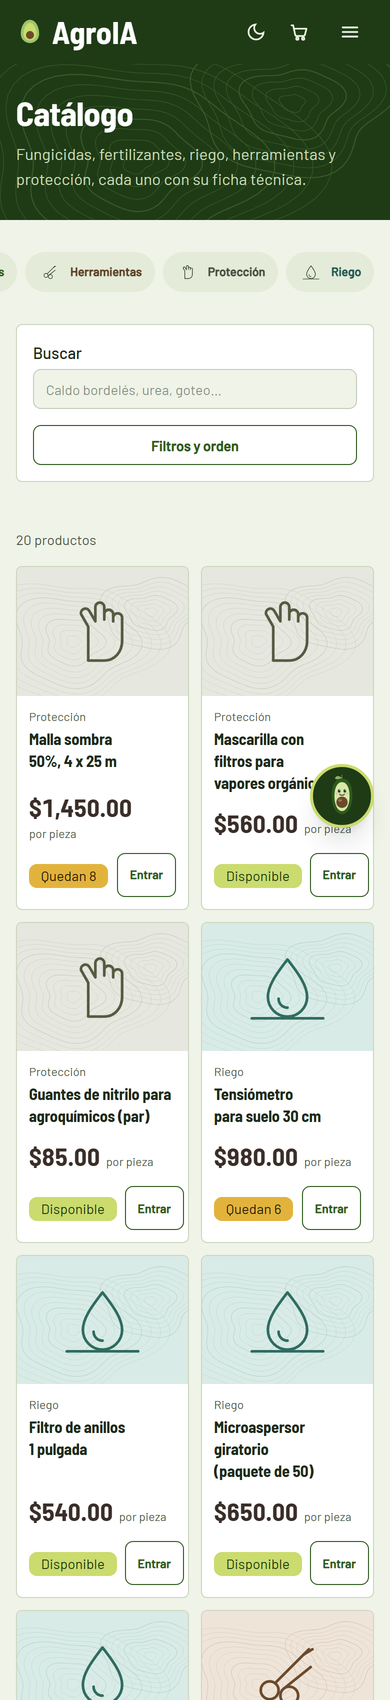 AgroIA
Catálogo
Fungicidas, fertilizantes, riego, herramientas y
protección, cada uno con su ficha técnica.
s
Herramientas
Protección
Riego
Buscar
Caldo bordelés, urea, goteo...
Filtros y orden
20 productos
Protección
Malla sombra
50%, 4 x 25 m
$1,450.00
por pieza
Quedan 8
Entrar
Protección
Mascarilla con
filtros para
vapores orgánic
$560.00 por pieza
Disponible
Entrar
Protección
Guantes de nitrilo para
agroquímicos (par)
$85.00 por pieza
Disponible
Entrar
Riego
Tensiómetro
para suelo 30 cm
$980.00 por pieza
Quedan 6
Entrar
Riego
Filtro de anillos
1 pulgada
$540.00 por pieza
Disponible
Entrar
Riego
Microaspersor
giratorio
(paquete de 50)
$650.00 por pieza
Disponible
Entrar